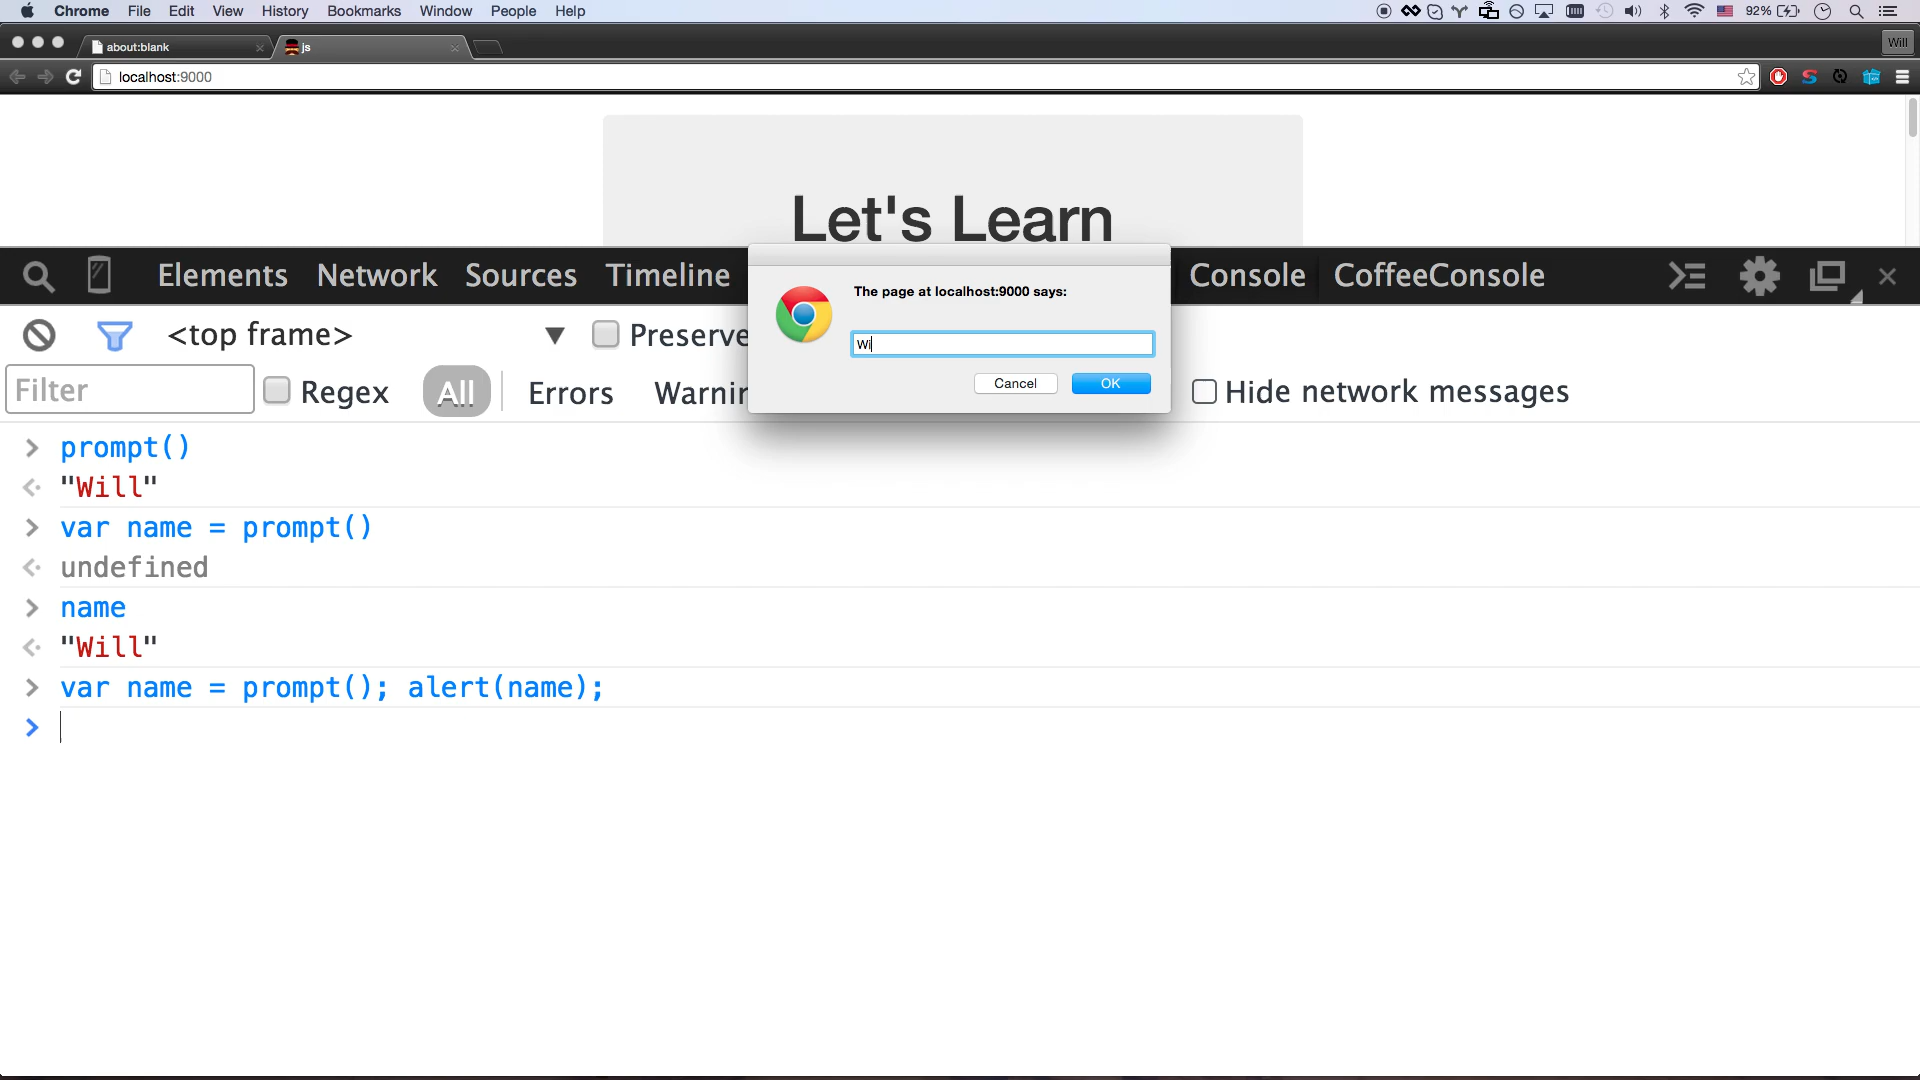 Chrome File Edit View History Bookmarks Window People Help 92%
about:blank js Will
localhost:9000
Let's Learn
Elements Network Sources Timeline Console CoffeeConsole
The page at localhost:9000 says:
<top frame> Preserve
Wi
Cancel OK
Filter Regex All Errors Hide network messages
prompt()
"Will"
var name = prompt()
undefined
name
"Will"
var name = prompt(); alert(name);